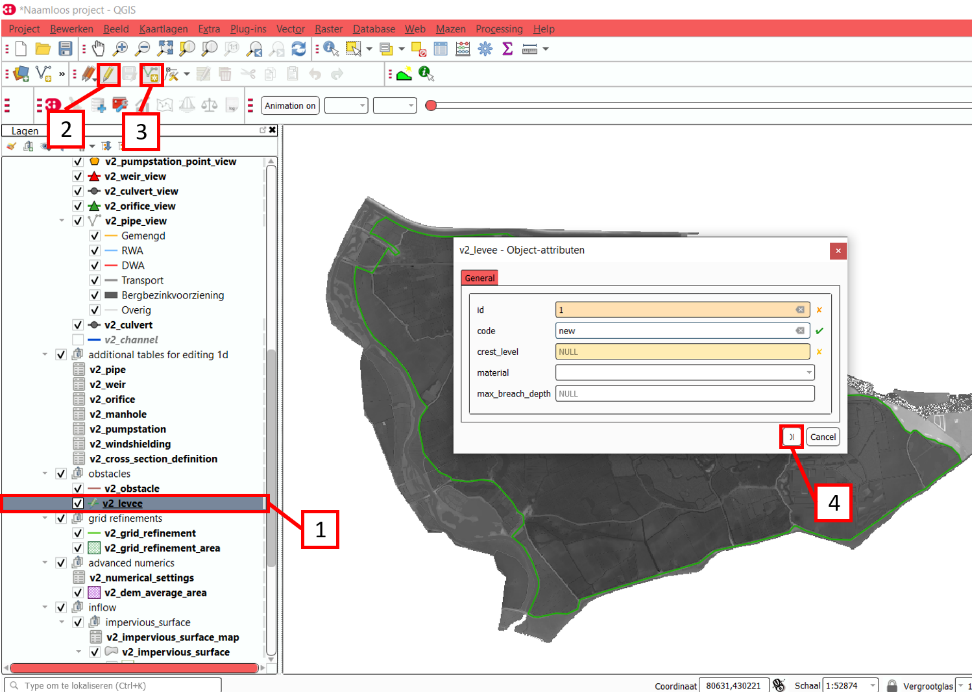 *Naamloos project - QGIS
Project Bewerken Beeld Kaartlagen Extra Plug-ins Vector Raster Database Web Mazen Processing Help
Animation on
2
3
Lagen
v2_pumpstation_point_view
v2_weir_view
v2_culvert_view
v2_orifice_view
v2_pipe_view
Gemengd
RWA
DWA
Transport
Bergbezinkvoorziening
Overig
v2_culvert
v2_channel
additional tables for editing 1d
v2_pipe
v2_weir
v2_orifice
v2_manhole
v2_pumpstation
v2_windshielding
v2_cross_section_definition
obstacles
v2_obstacle
v2_levee
grid refinements
v2_grid_refinement
v2_grid_refinement_area
advanced numerics
v2_numerical_settings
v2_dem_average_area
inflow
impervious_surface
v2_impervious_surface_map
v2_impervious_surface
1
v2_levee - Object-attributen
General
id 1
code new
crest_level NULL
material
max_breach_depth NULL
Cancel
4
Type om te lokaliseren (Ctrl+K)
Coordinaat 80631,430221 Schaal 1:52874 Vergrootglas